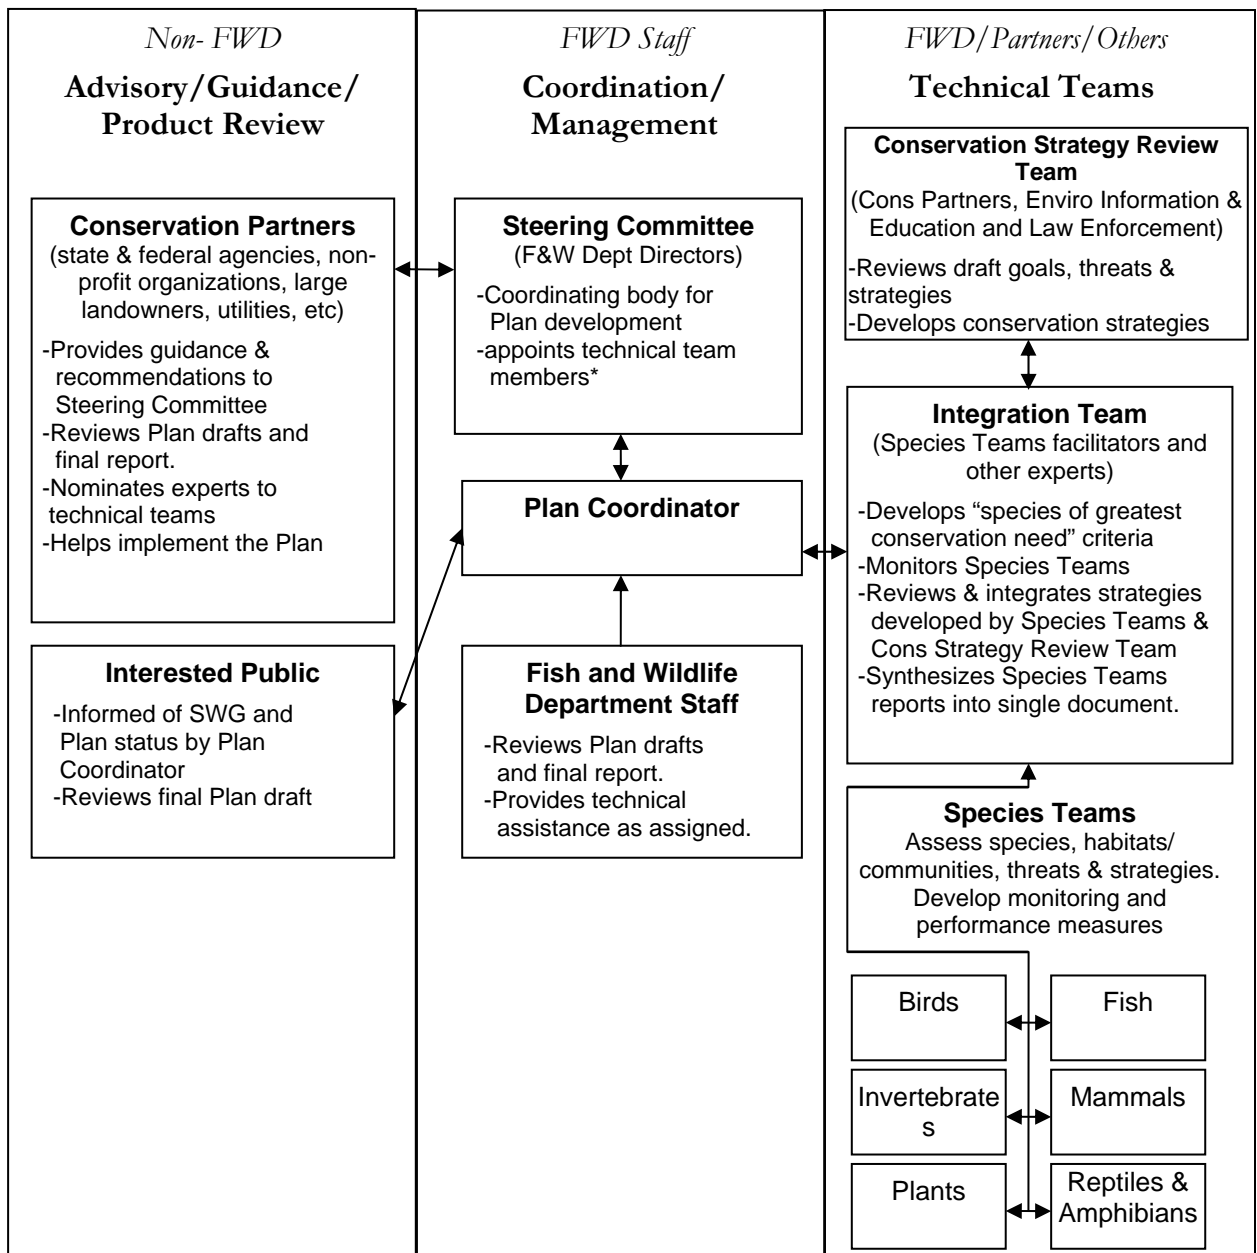 Non- FWD
Advisory/Guidance/
Product Review
Conservation Partners
(state & federal agencies, non-
profit organizations, large
landowners, utilities, etc)
-Provides guidance &
recommendations to
Steering Committee
-Reviews Plan drafts and
final report.
-Nominates experts to
technical teams
-Helps implement the Plan
Interested Public
-Informed of SWG and
Plan status by Plan
Coordinator
-Reviews final Plan draft
FWD Staff
Coordination/
Management
Steering Committee
(F&W Dept Directors)
-Coordinating body for
Plan development
-appoints technical team
members*
Plan Coordinator
Fish and Wildlife
Department Staff
-Reviews Plan drafts
and final report.
-Provides technical
assistance as assigned.
FWD/Partners/Others
Technical Teams
Conservation Strategy Review
Team
(Cons Partners, Enviro Information &
Education and Law Enforcement)
-Reviews draft goals, threats &
strategies
-Develops conservation strategies
Integration Team
(Species Teams facilitators and
other experts)
-Develops “species of greatest
conservation need” criteria
-Monitors Species Teams
-Reviews & integrates strategies
developed by Species Teams &
Cons Strategy Review Team
-Synthesizes Species Teams
reports into single document.
Species Teams
Assess species, habitats/
communities, threats & strategies.
Develop monitoring and
performance measures
Birds
Fish
Invertebrate
s
Mammals
Plants
Reptiles &
Amphibians